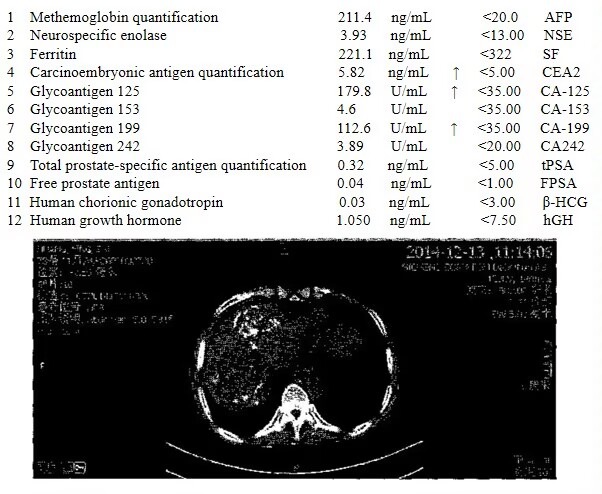 1 Methemoglobin quantification 211.4 ng/mL <20.0 AFP
2 Neurospecific enolase 3.93 ng/mL <13.00 NSE
3 Ferritin 221.1 ng/mL <322 SF
4 Carcinoembryonic antigen quantification 5.82 ng/mL ↑ <5.00 CEA2
5 Glycoantigen 125 179.8 U/mL ↑ <35.00 CA-125
6 Glycoantigen 153 4.6 U/mL <35.00 CA-153
7 Glycoantigen 199 112.6 U/mL ↑ <35.00 CA-199
8 Glycoantigen 242 3.89 U/mL <20.00 CA242
9 Total prostate-specific antigen quantification 0.32 ng/mL <5.00 tPSA
10 Free prostate antigen 0.04 ng/mL <1.00 FPSA
11 Human chorionic gonadotropin 0.03 ng/mL <3.00 β-HCG
12 Human growth hormone 1.050 ng/mL <7.50 hGH
2014-12-13, 11:14:05